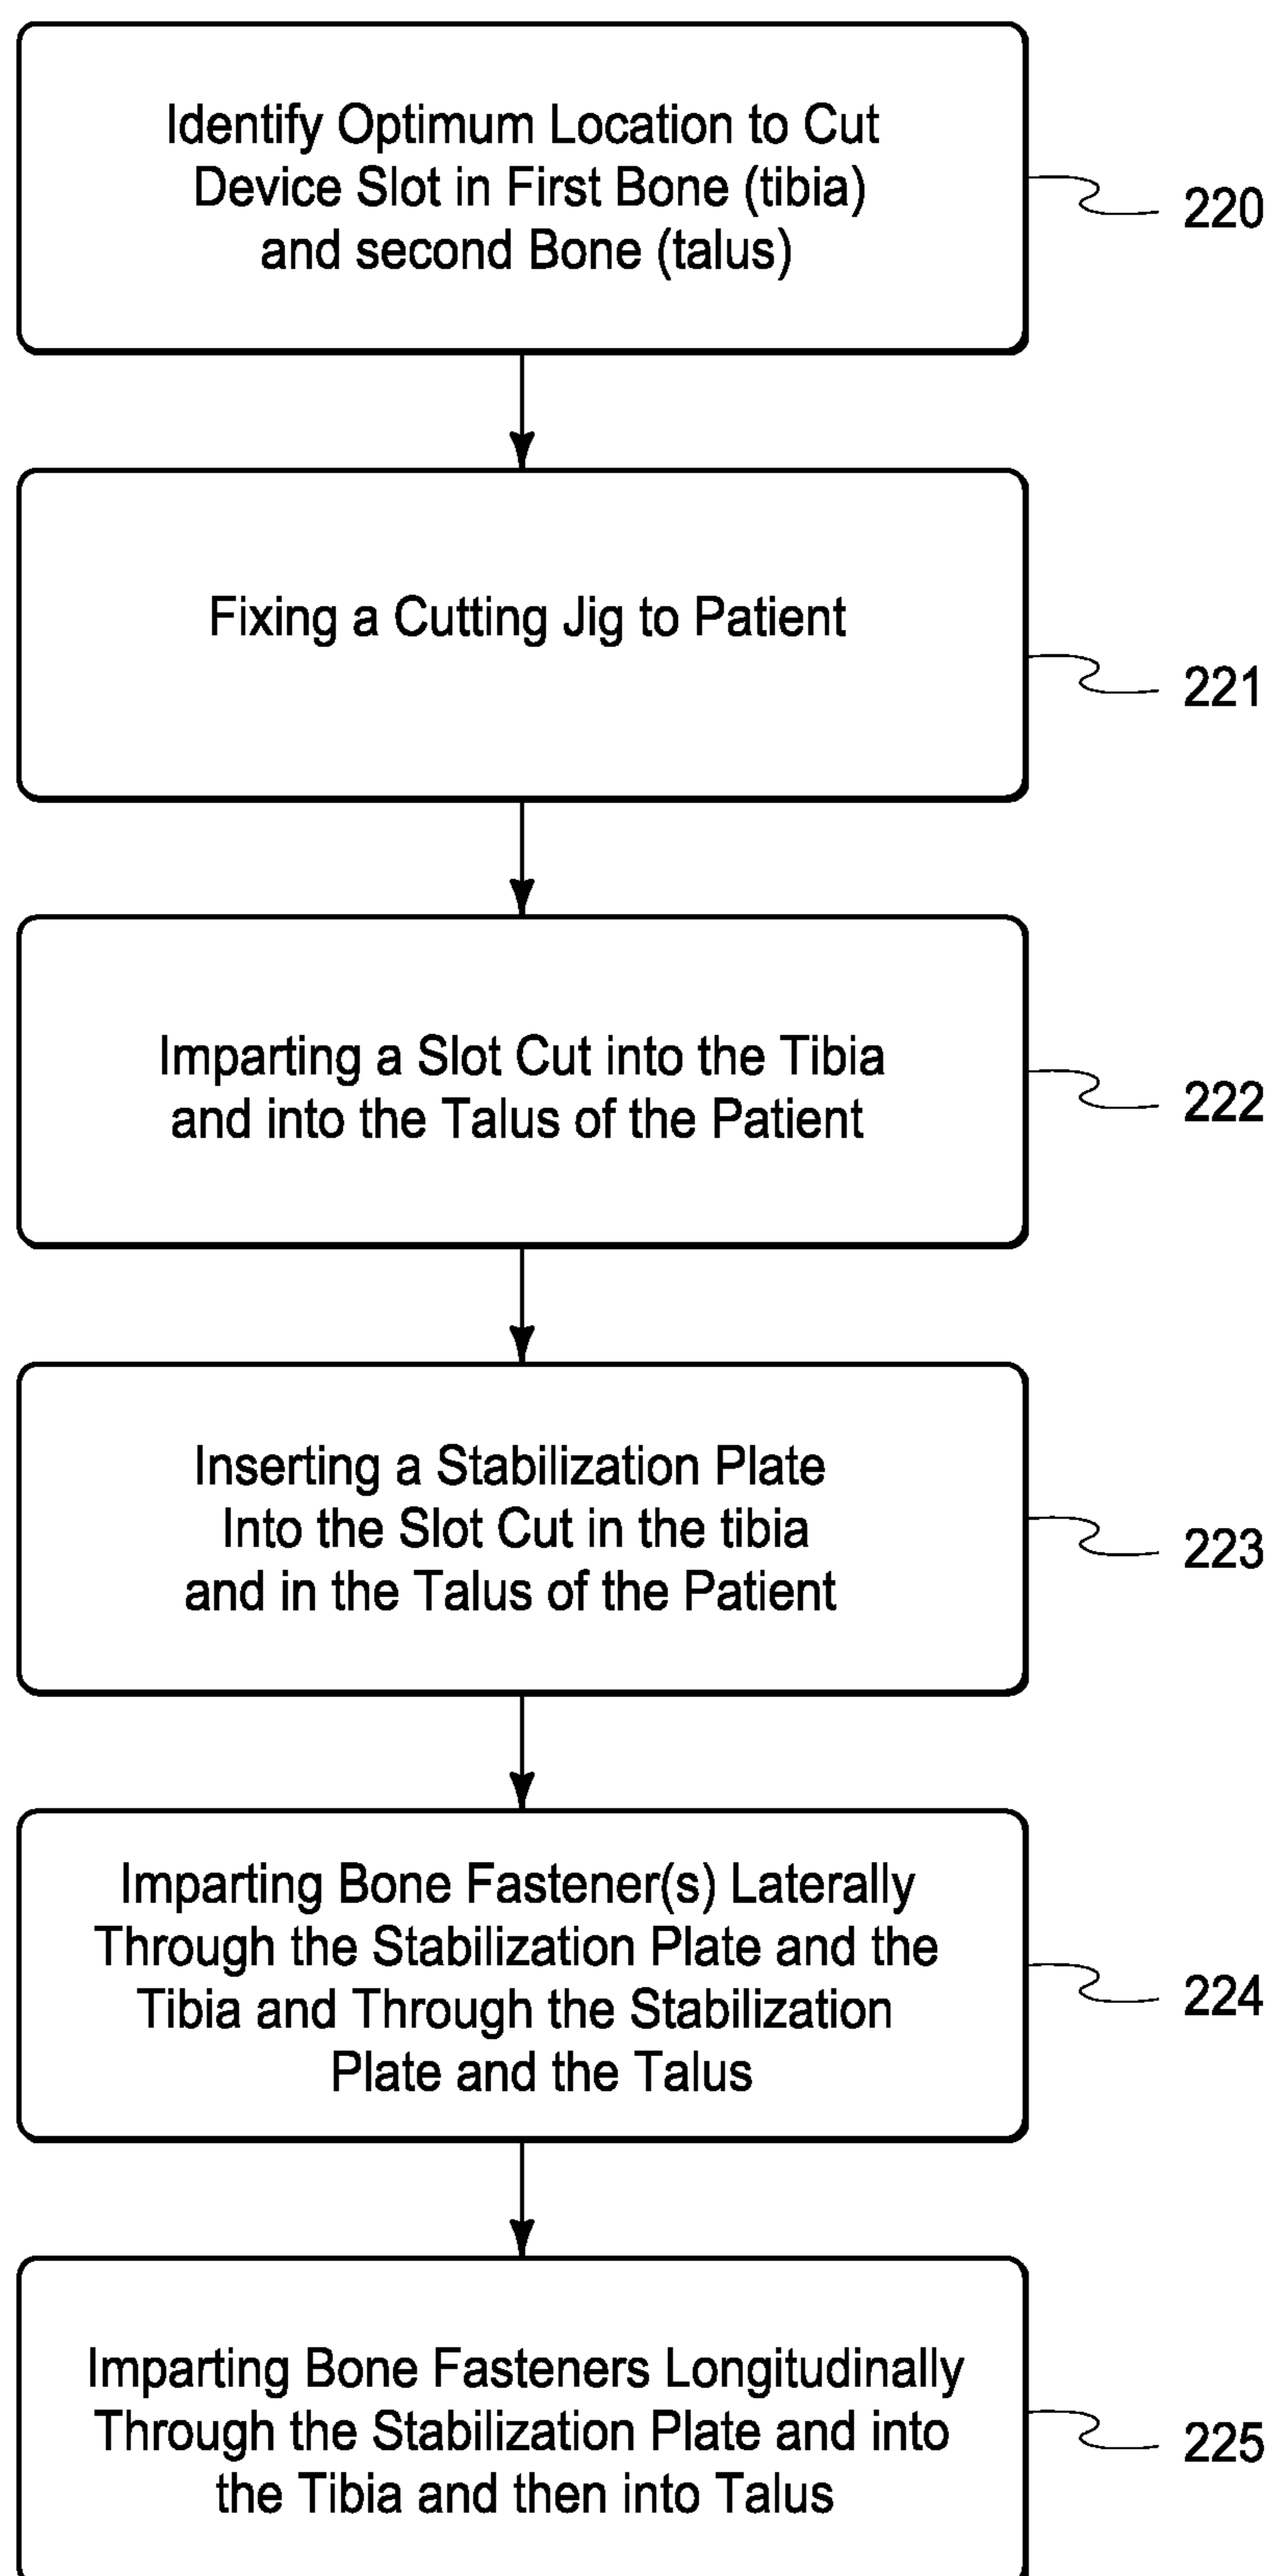 Identify Optimum Location to Cut
Device Slot in First Bone (tibia)
and second Bone (talus)
220
Fixing a Cutting Jig to Patient
221
Imparting a Slot Cut into the Tibia
and into the Talus of the Patient
222
Inserting a Stabilization Plate
Into the Slot Cut in the tibia
and in the Talus of the Patient
223
Imparting Bone Fastener(s) Laterally
Through the Stabilization Plate and the
Tibia and Through the Stabilization
Plate and the Talus
224
Imparting Bone Fasteners Longitudinally
Through the Stabilization Plate and into
the Tibia and then into Talus
225